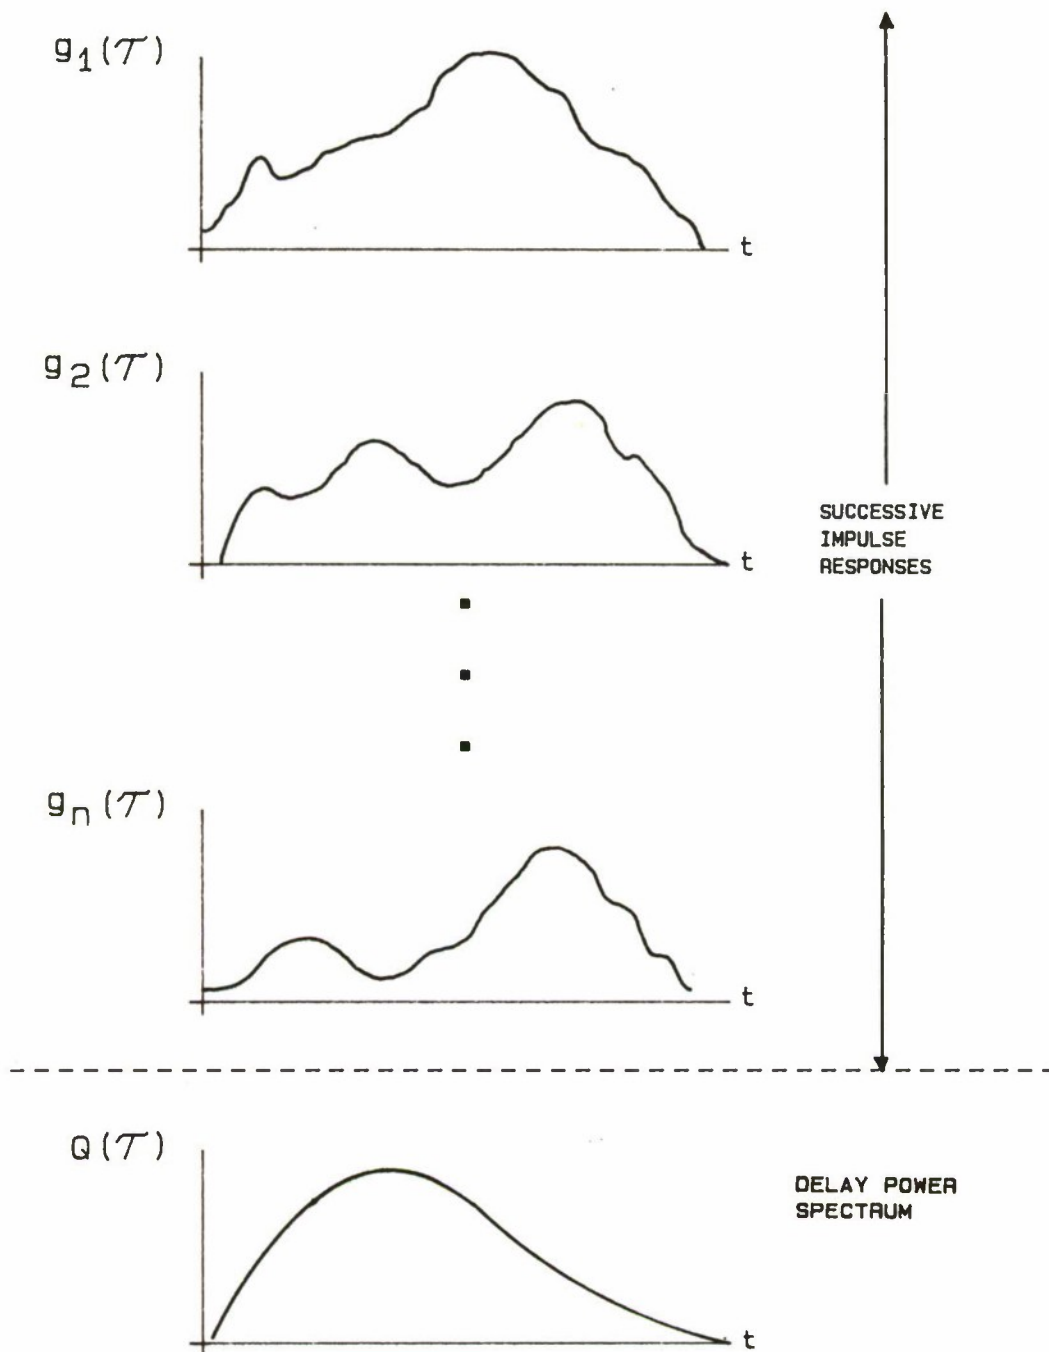 g₁(τ)
t
g₂(τ)
t
SUCCESSIVE
IMPULSE
RESPONSES
gₙ(τ)
t
Q(τ)
DELAY POWER
SPECTRUM
t